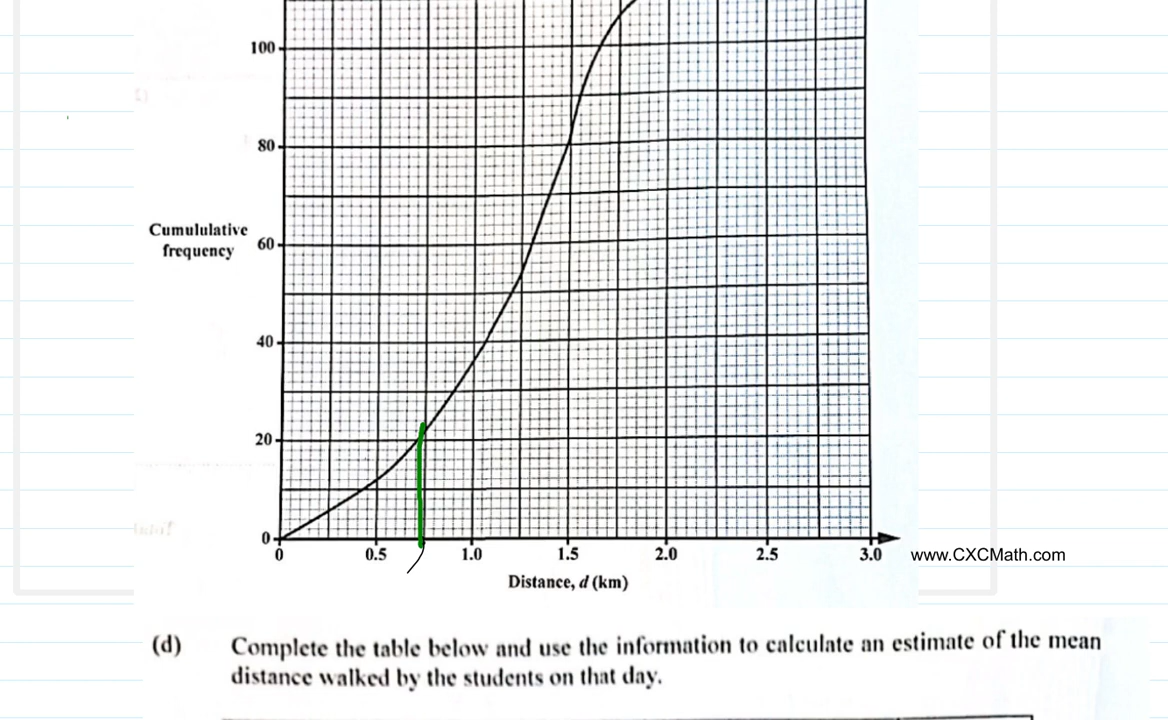 100
80
Cumululative
frequency
60
40
20
0
0 0.5 1.0 1.5 2.0 2.5 3.0
www.CXCMath.com
Distance, d (km)
(d) Complete the table below and use the information to calculate an estimate of the mean
distance walked by the students on that day.